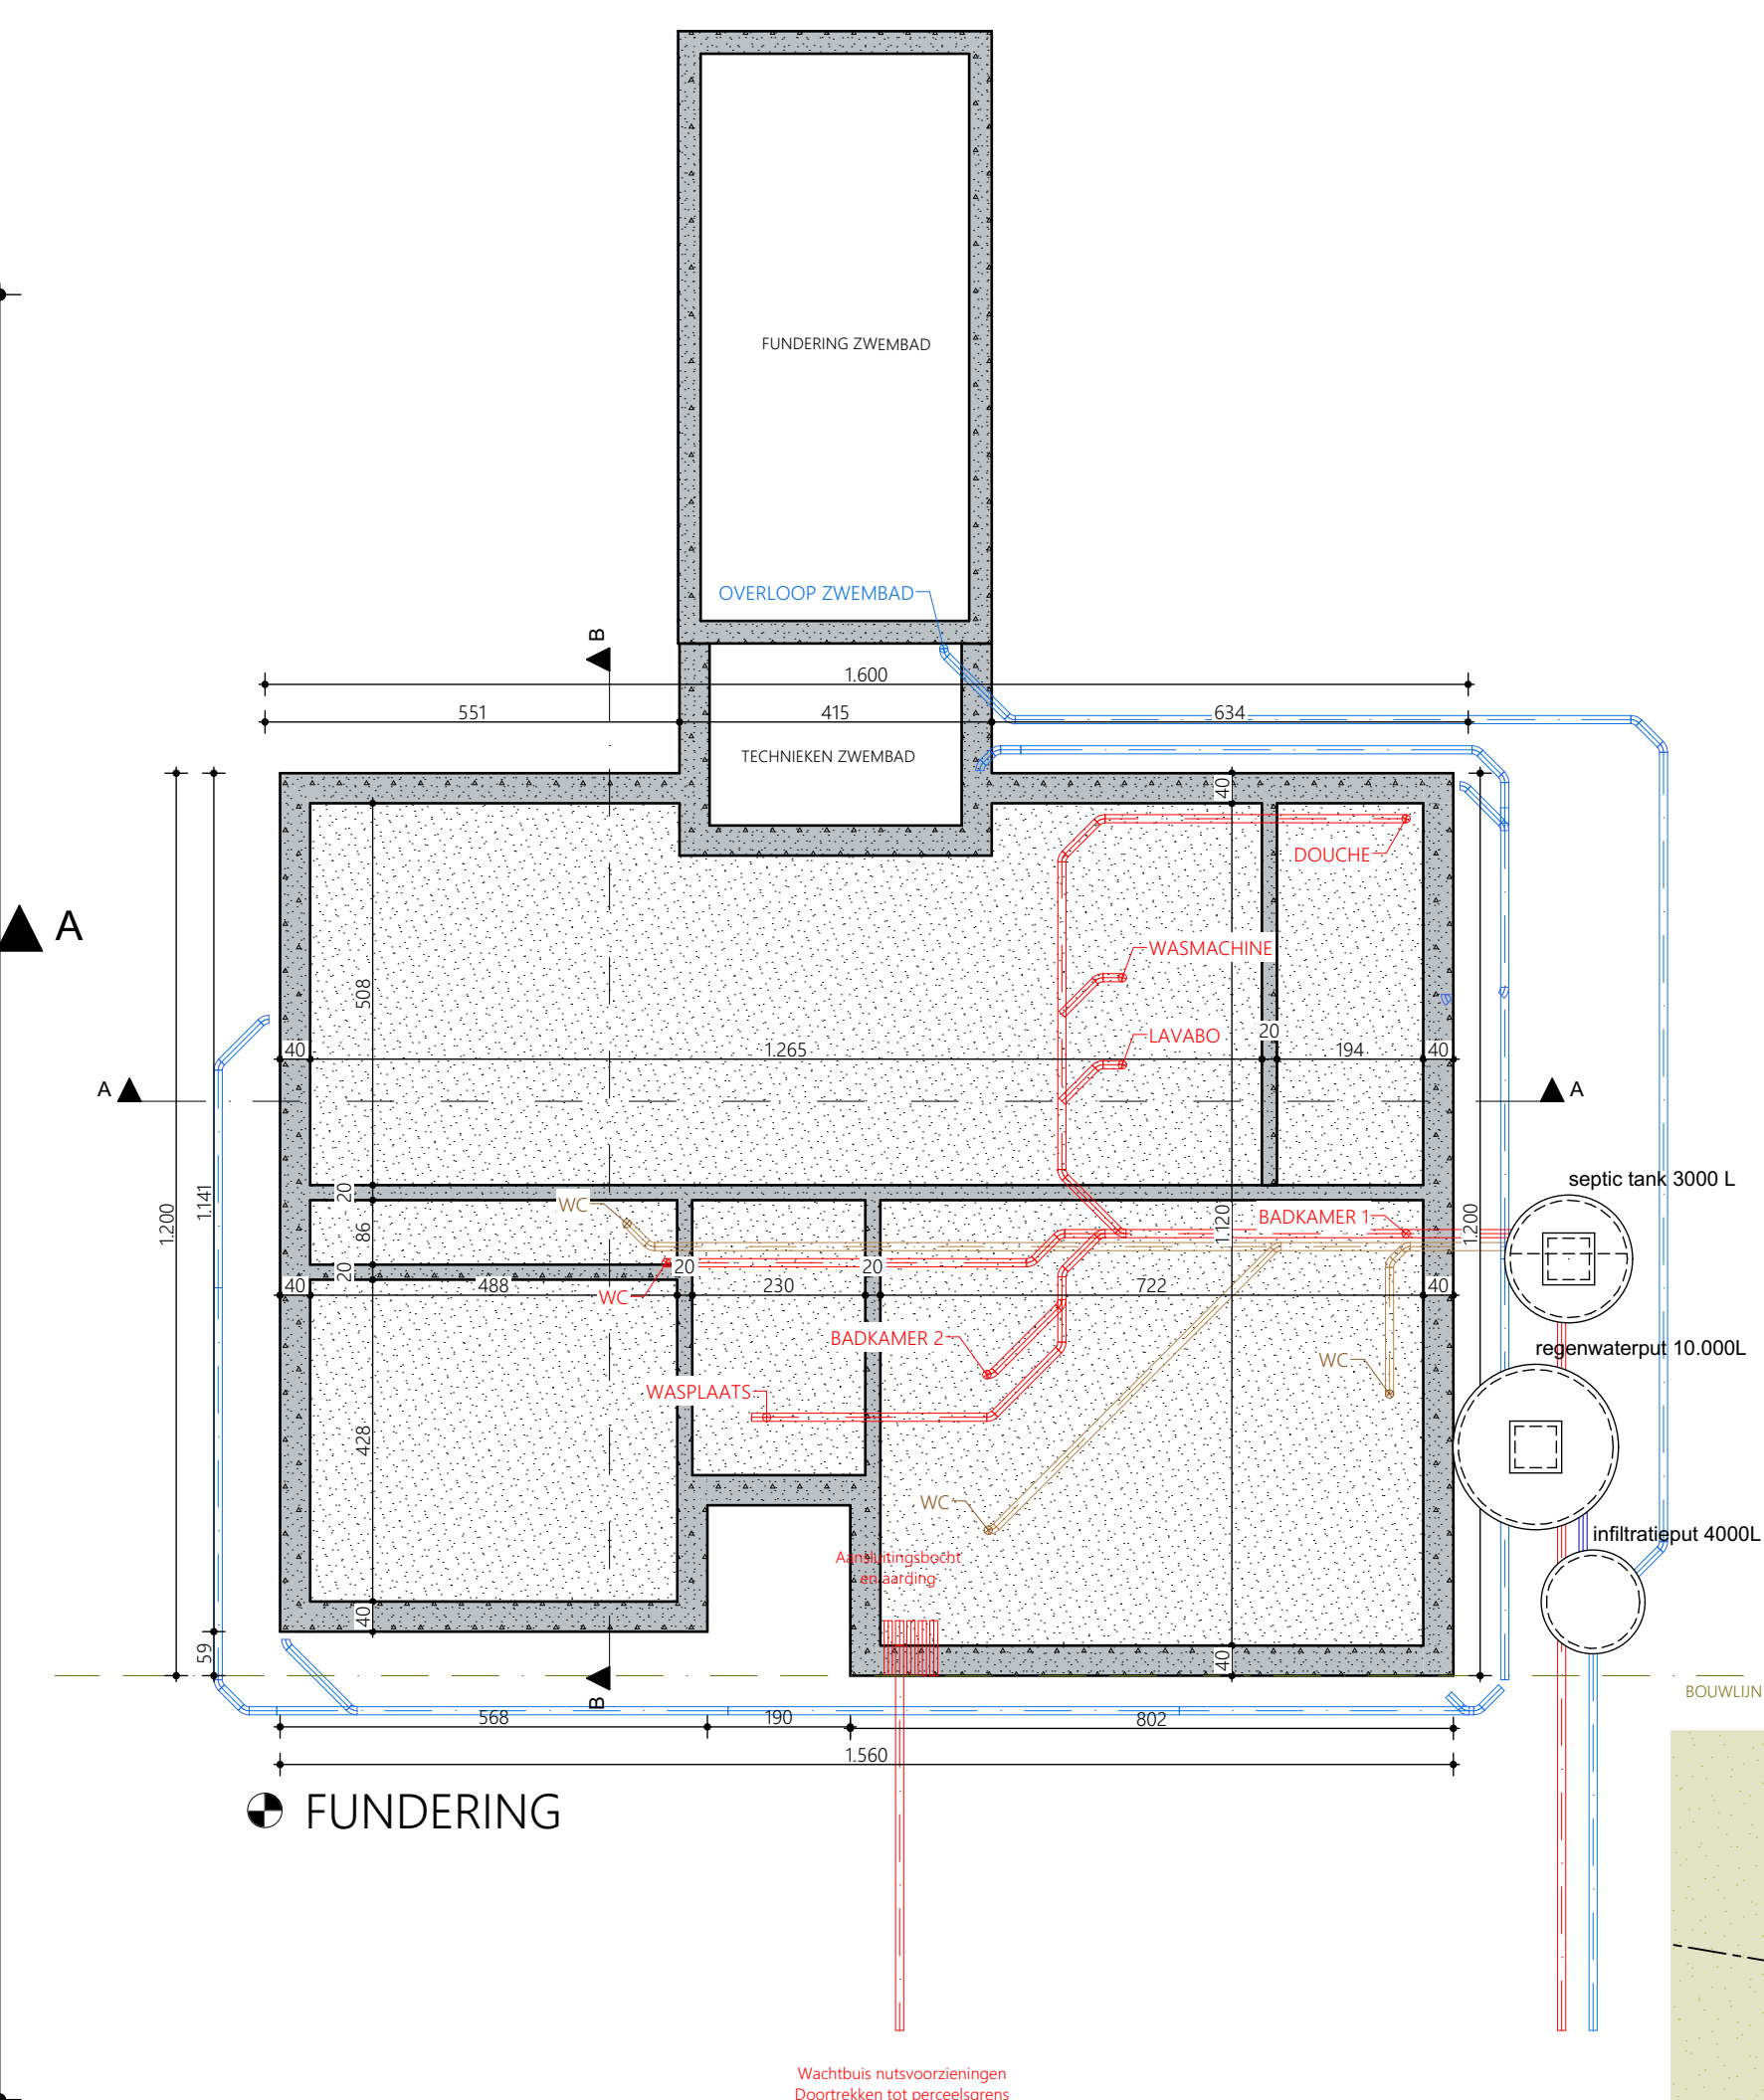 FUNDERING ZWEMBAD
OVERLOOP ZWEMBAD
B
1.600
551
415
634
TECHNIEKEN ZWEMBAD
40
DOUCHE
A
WASMACHINE
508
LAVABO
20
40
1.265
194
40
A
A
septic tank 3000 L
20
1.141
1.200
WC
86
BADKAMER 1
1.120
1.200
20
20
20
40
488
230
722
40
WC
BADKAMER 2
regenwaterput 10.000L
WC
WASPLAATS
428
WC
infiltratieput 4000L
Aansluitingsbocht
en aarding
40
59
40
B
BOUWLIJN
568
190
802
1.560
FUNDERING
Wachtbuis nutsvoorzieningen
Doortrekken tot perceelsgrens